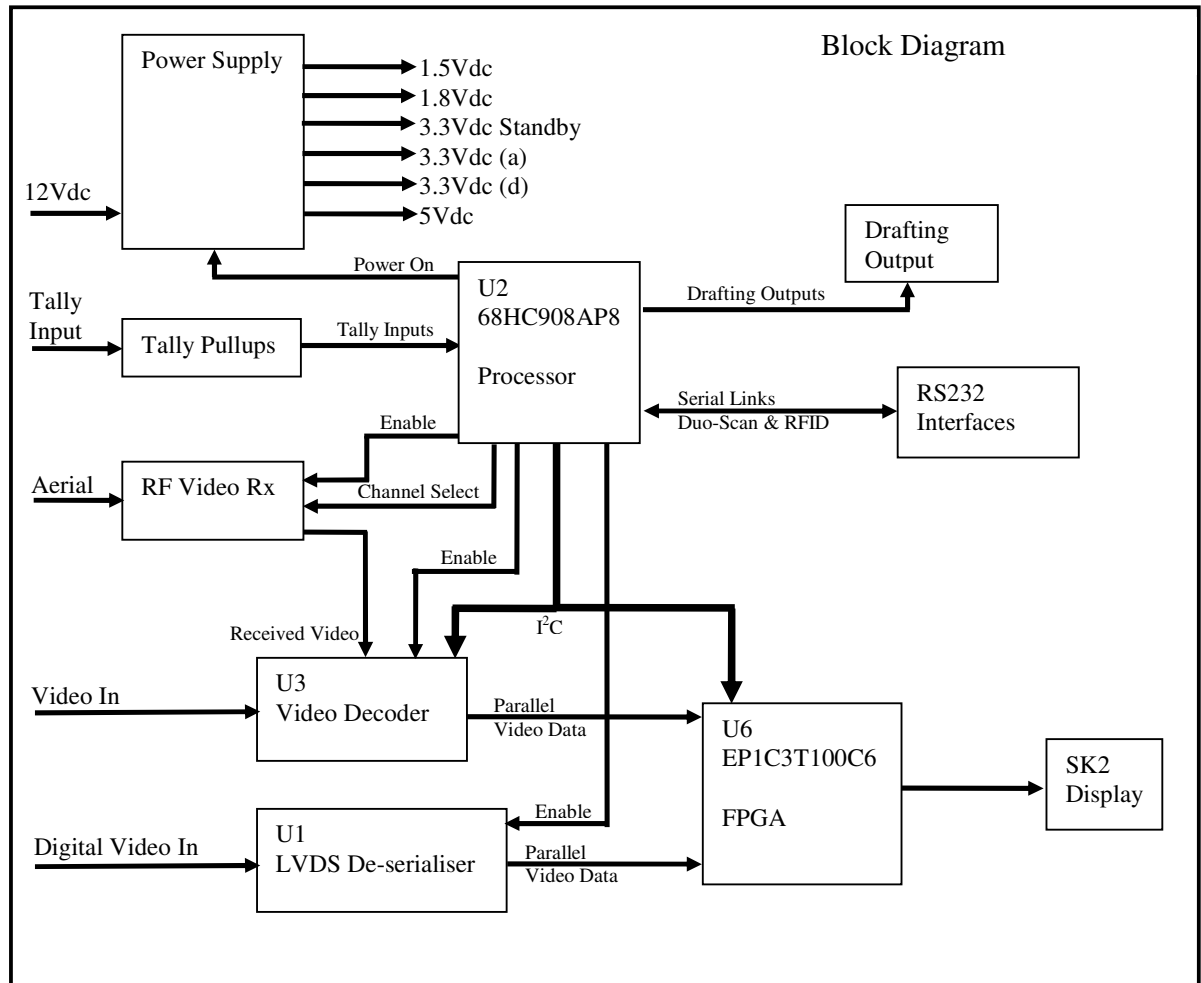 Block Diagram
Power Supply
1.5Vdc
1.8Vdc
3.3Vdc Standby
3.3Vdc (a)
3.3Vdc (d)
5Vdc
12Vdc
Power On
Drafting
Output
U2
68HC908AP8
Processor
Drafting Outputs
Tally
Input
Tally Pullups
Tally Inputs
Serial Links
Duo-Scan & RFID
RS232
Interfaces
Enable
Aerial
RF Video Rx
Channel Select
Enable
I²C
Received Video
Video In
U3
Video Decoder
Parallel
Video Data
U6
EP1C3T100C6
FPGA
SK2
Display
Enable
Digital Video In
U1
LVDS De-serialiser
Parallel
Video Data